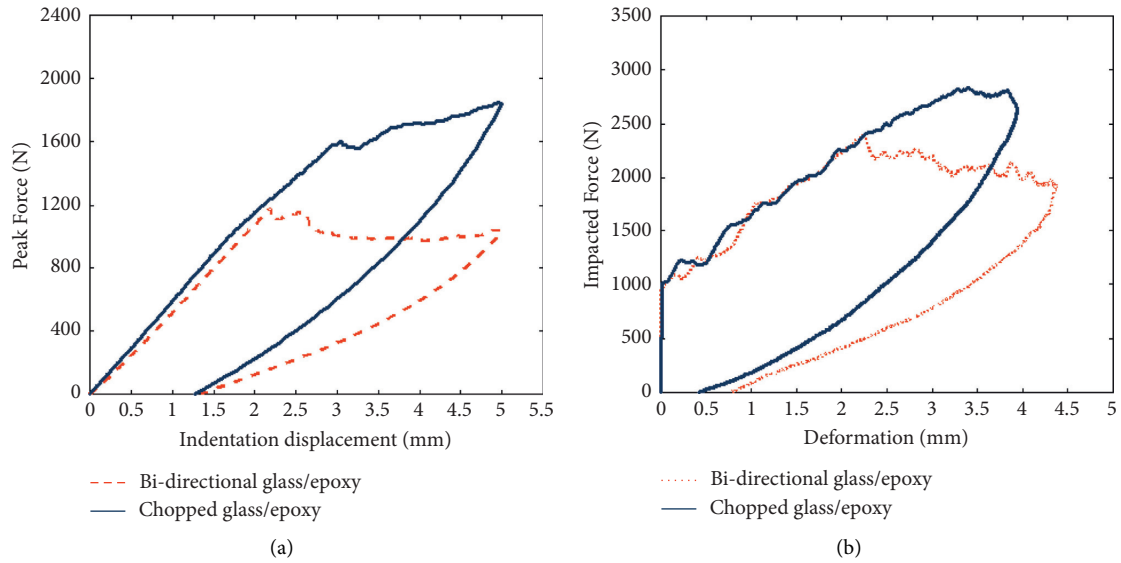 2400
2000
1600
1200
800
400
0
Peak Force (N)
0 0.5 1 1.5 2 2.5 3 3.5 4 4.5 5 5.5
Indentation displacement (mm)
Bi-directional glass/epoxy
Chopped glass/epoxy
(a)
3500
3000
2500
2000
1500
1000
500
0
Impacted Force (N)
0 0.5 1 1.5 2 2.5 3 3.5 4 4.5 5
Deformation (mm)
Bi-directional glass/epoxy
Chopped glass/epoxy
(b)